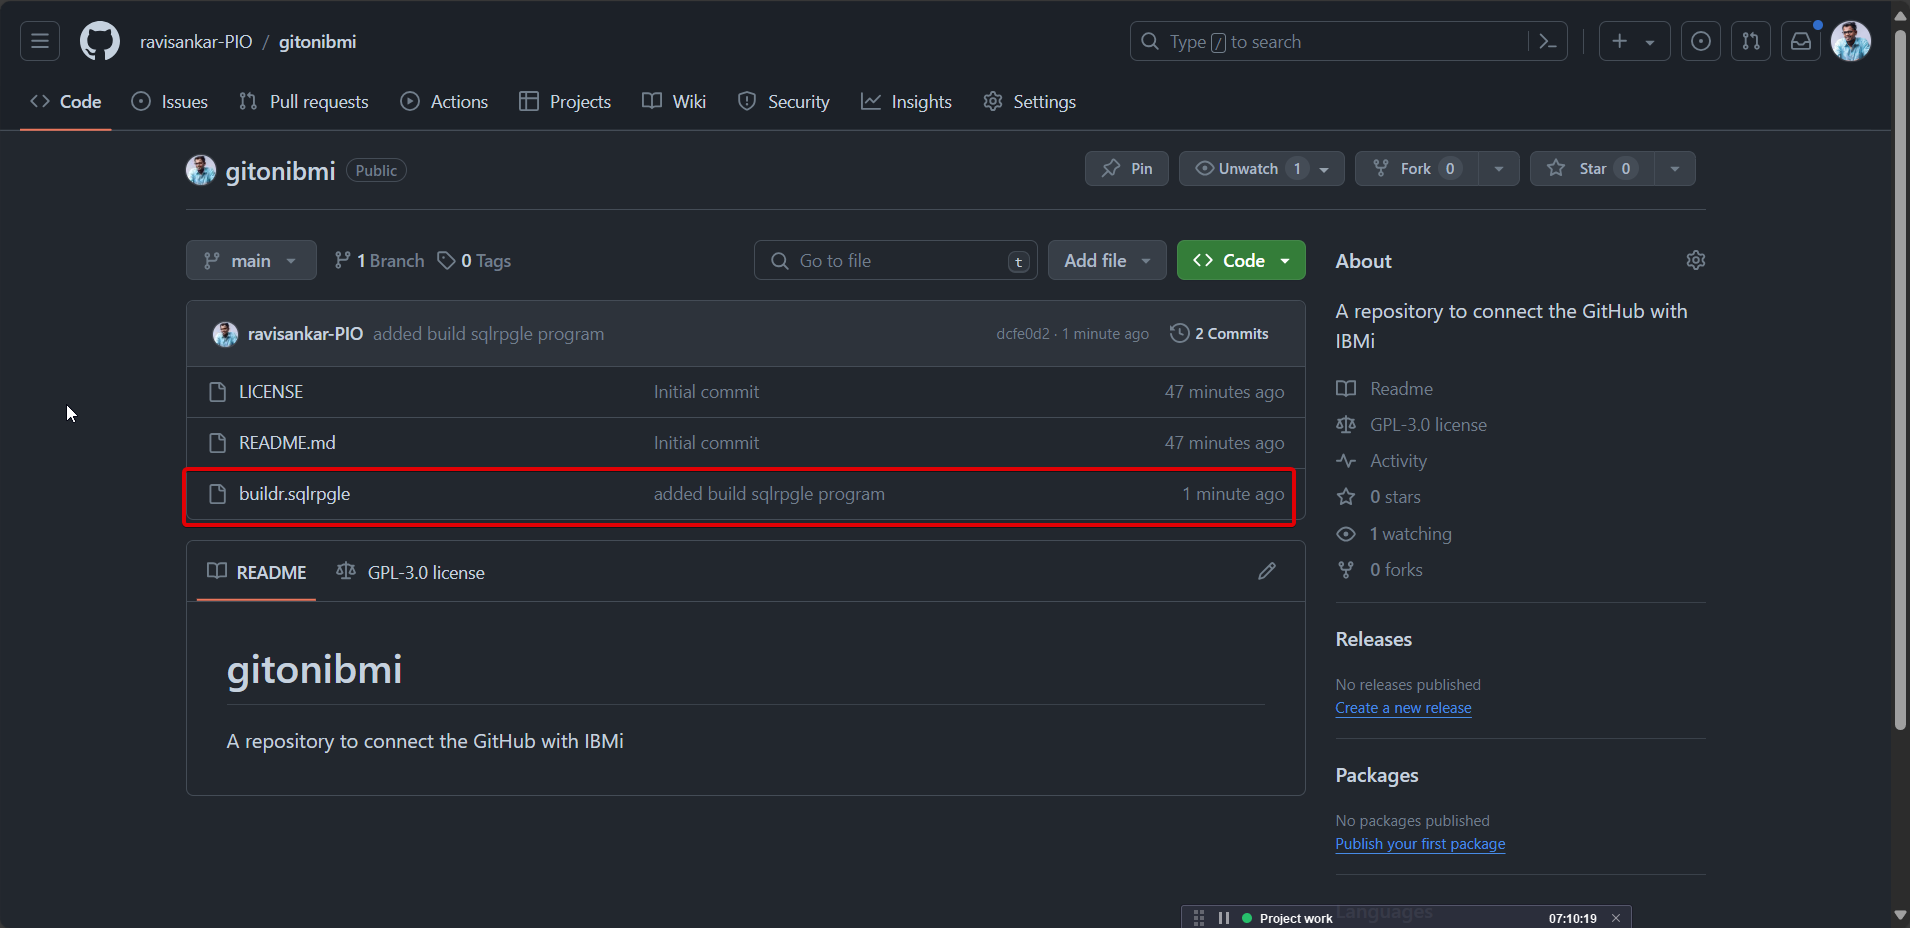 ravisankar-PIO / gitonibmi
Type / to search
Code Issues Pull requests Actions Projects Wiki Security Insights Settings
gitonibmi Public
Pin Unwatch 1 Fork 0 Star 0
main 1 Branch 0 Tags Go to file t Add file Code
ravisankar-PIO added build sqlrpgle program dcfe0d2 · 1 minute ago 2 Commits
LICENSE Initial commit 47 minutes ago
README.md Initial commit 47 minutes ago
buildr.sqlrpgle added build sqlrpgle program 1 minute ago
README GPL-3.0 license
gitonibmi
A repository to connect the GitHub with IBMi
About
A repository to connect the GitHub with
IBMi
Readme
GPL-3.0 license
Activity
0 stars
1 watching
0 forks
Releases
No releases published
Create a new release
Packages
No packages published
Publish your first package
Languages
Project work 07:10:19